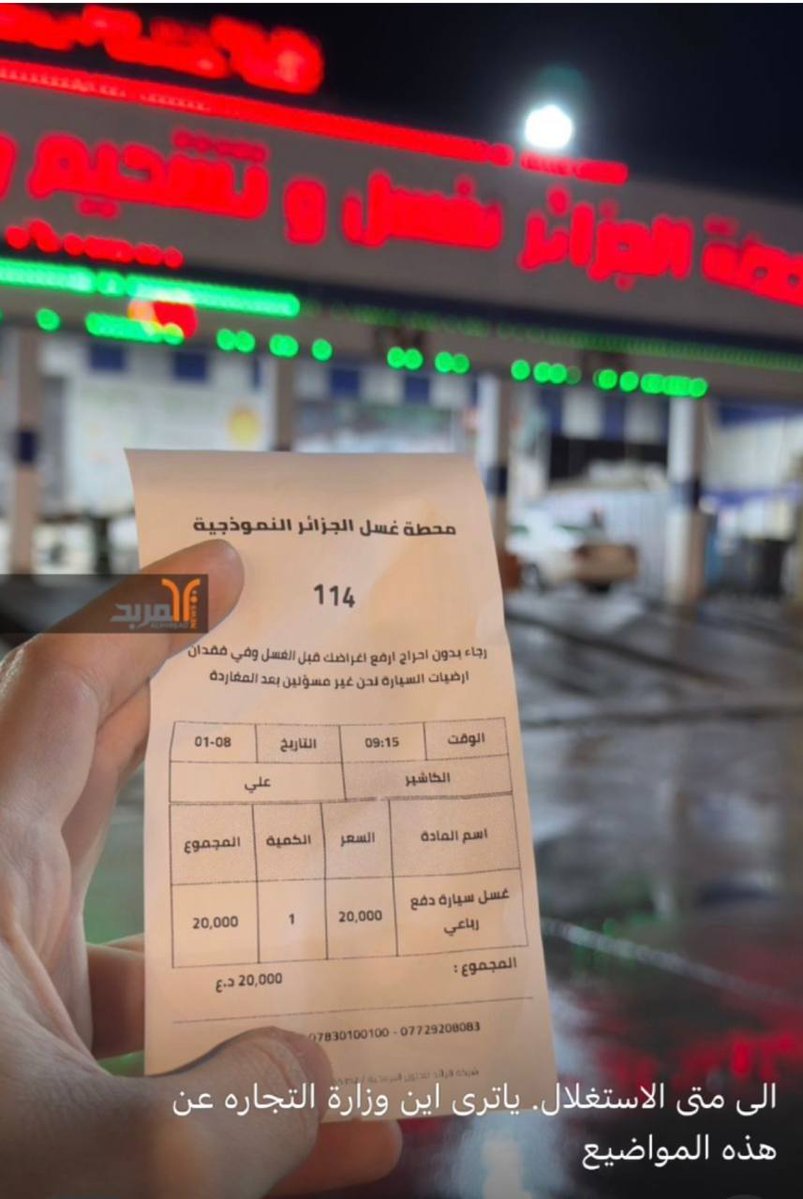 محطة الجزائر غسل و تشحيم
محطة غسل الجزائر النموذجية
114
المربد
رجاء بدون احراج ارفع اغراضك قبل الغسل وفي فقدان
ارضيات السيارة نحن غير مسؤلين بعد المغاردة
الوقت 09:15 التاريخ 01-08
الكاشير علي
اسم المادة السعر الكمية المجموع
غسل سيارة دفع 20,000 1 20,000
رباعي
المجموع :
20,000 د.ع
07830100100 - 07729208083
الى متى الاستغلال. ياترى اين وزارة التجاره عن
هذه المواضيع